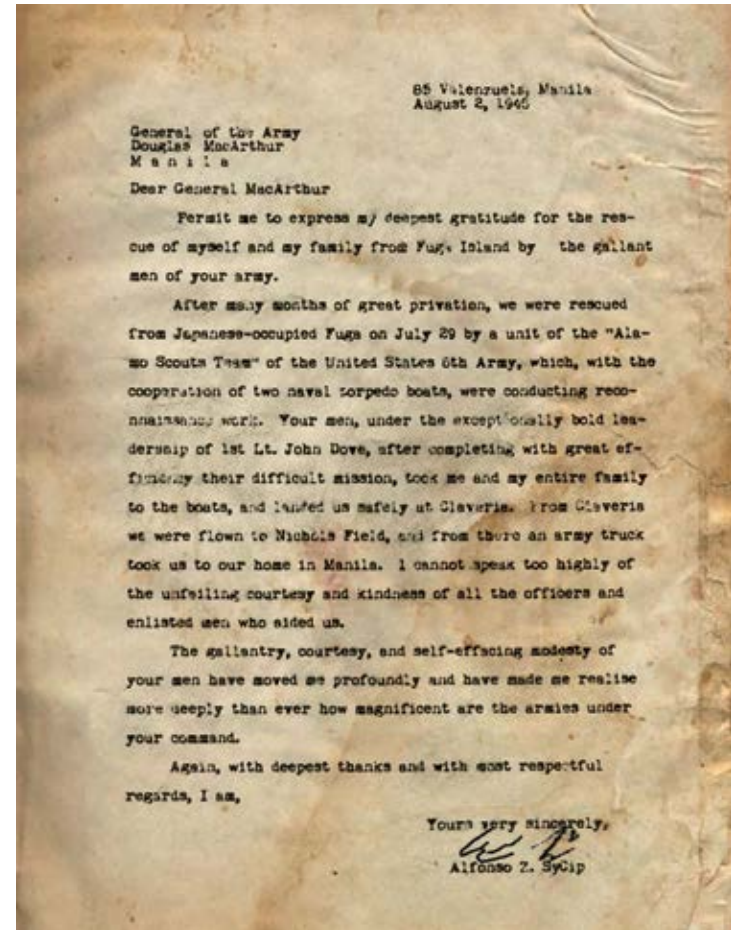 85 Valenzuela, Manila
August 2, 1945
General of the Army
Douglas MacArthur
M a n i l a
Dear General MacArthur
Permit me to express my deepest gratitude for the res-
cue of myself and my family from Fuga Island by the gallant
men of your army.
After many months of great privation, we were rescued
from Japanese-occupied Fuga on July 29 by a unit of the "Ala-
mo Scouts Team" of the United States 6th Army, which, with the
cooperation of two naval torpedo boats, were conducting reco-
nnaissance work. Your men, under the exceptionally bold lea-
dership of 1st Lt. John Dove, after completing with great ef-
their difficult mission, took me and my entire family
to the boats, and landed us safely at Claveria. From Claveria
we were flown to Nichols Field, and from there an army truck
took us to our home in Manila. I cannot speak too highly of
the unfailing courtesy and kindness of all the officers and
enlisted men who aided us.
The gallantry, courtesy, and self-effacing modesty of
your men have moved me profoundly and have made me realise
more deeply than ever how magnificent are the armies under
your command.
Again, with deepest thanks and with most respectful
regards, I am,
Yours very sincerely,
Alfonso Z. SyCip